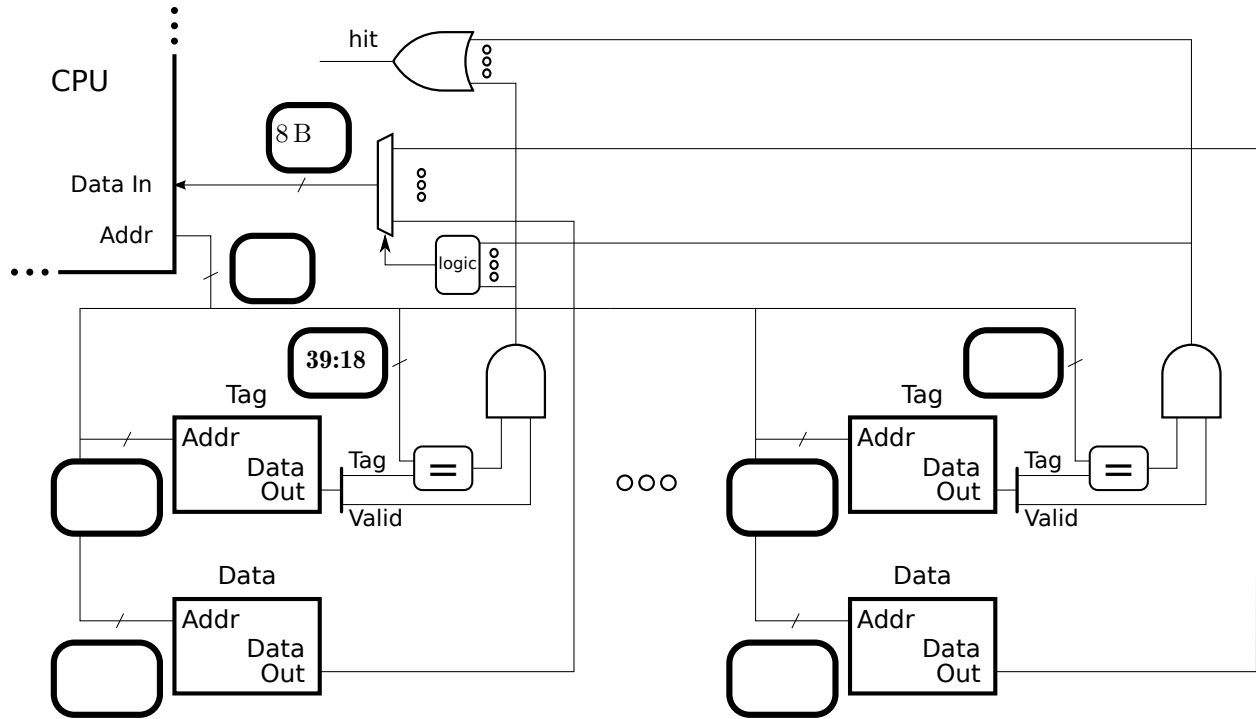 hit
CPU
8 B
Data In
Addr
logic
39:18
Tag
Tag
Addr
Data
Out
Tag
Valid
=
Addr
Data
Out
Tag
Valid
=
Data
Data
Addr
Data
Out
Addr
Data
Out